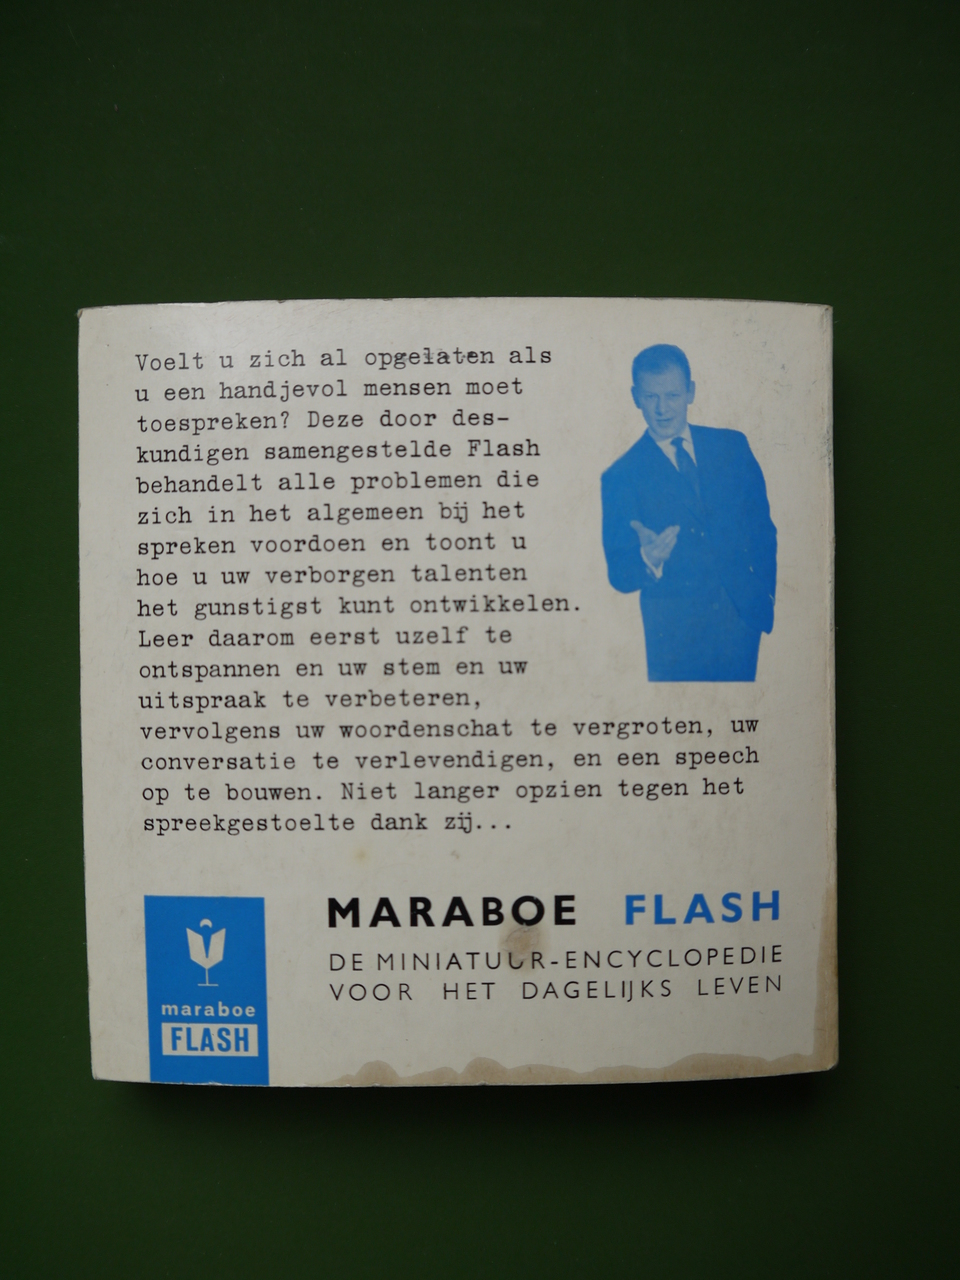 Voelt u zich al opgelaten als
u een handjevol mensen moet
toespreken? Deze door des-
kundigen samengestelde Flash
behandelt alle problemen die
zich in het algemeen bij het
spreken voordoen en toont u
hoe u uw verborgen talenten
het gunstigst kunt ontwikkelen.
Leer daarom eerst uzelf te
ontspannen en uw stem en uw
uitspraak te verbeteren,
vervolgens uw woordenschat te vergroten, uw
conversatie te verlevendigen, en een speech
op te bouwen. Niet langer opzien tegen het
spreekgestoelte dank zij...
MARABOE FLASH
DE MINIATUUR-ENCYCLOPEDIE
VOOR HET DAGELIJKS LEVEN
maraboe
FLASH